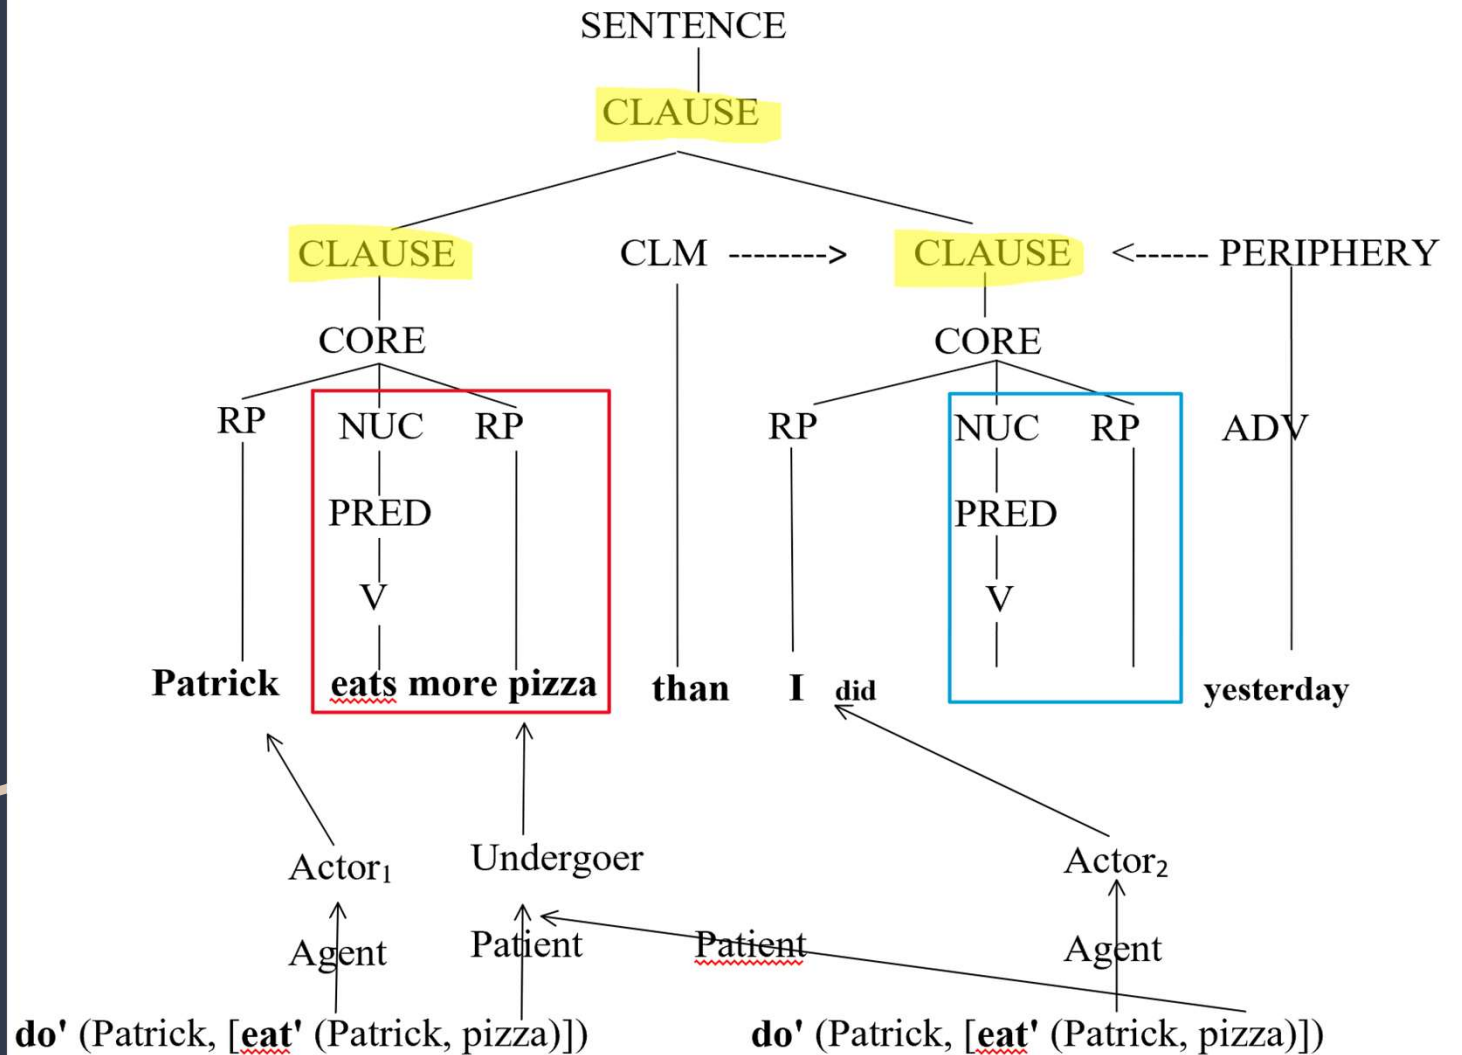 SENTENCE
CLAUSE
CLAUSE CLM --------> CLAUSE <------ PERIPHERY
CORE CORE
RP NUC RP RP NUC RP ADV
PRED PRED
V V
Patrick eats more pizza than I did yesterday
Actor₁ Undergoer Actor₂
Agent Patient Patient Agent
do' (Patrick, [eat' (Patrick, pizza)]) do' (Patrick, [eat' (Patrick, pizza)])